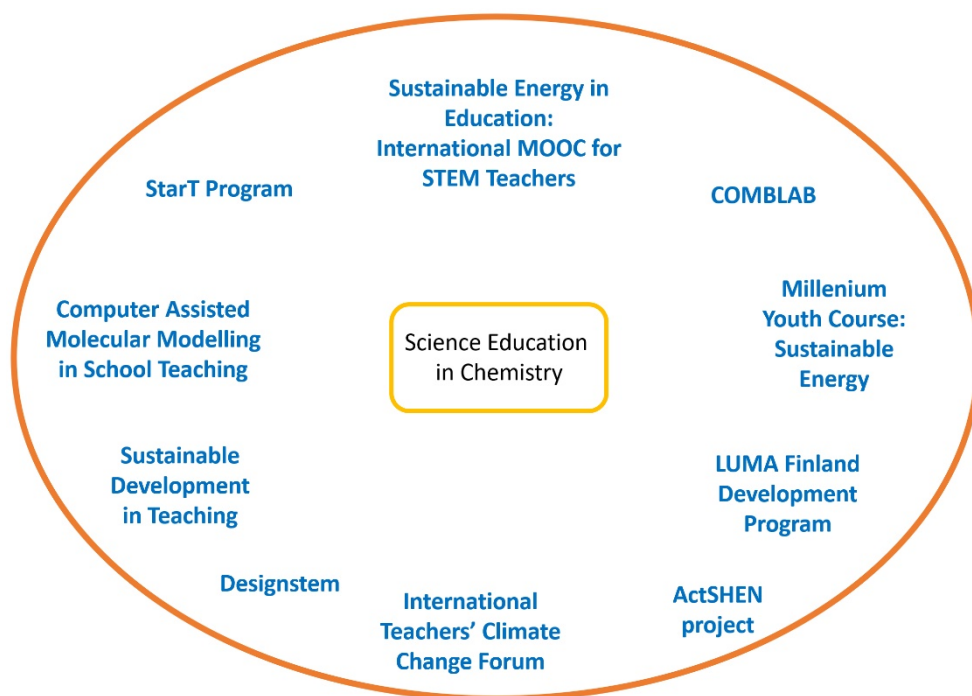 Sustainable Energy in
Education:
International MOOC for
STEM Teachers
StarT Program
COMBLAB
Computer Assisted
Molecular Modelling
in School Teaching
Science Education
in Chemistry
Millenium
Youth Course:
Sustainable
Energy
Sustainable
Development
in Teaching
LUMA Finland
Development
Program
Designstem
International
Teachers’ Climate
Change Forum
ActSHEN
project